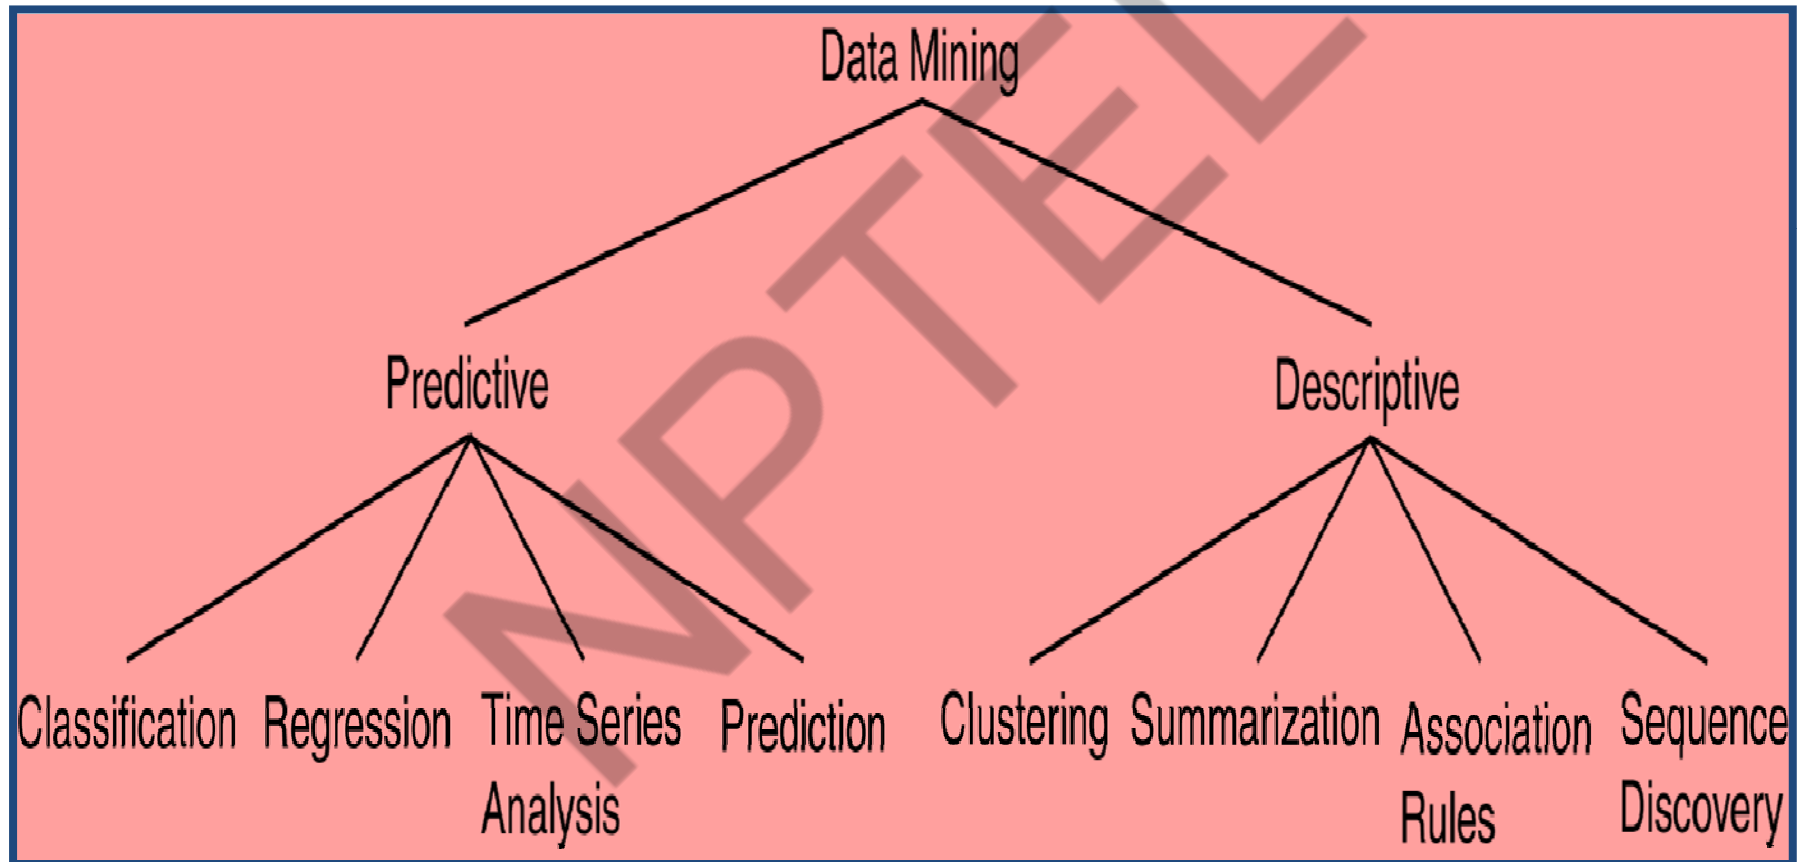 Data Mining
Predictive Descriptive
Classification Regression Time Series Prediction Clustering Summarization Association Sequence
Analysis Rules Discovery
NPTEL